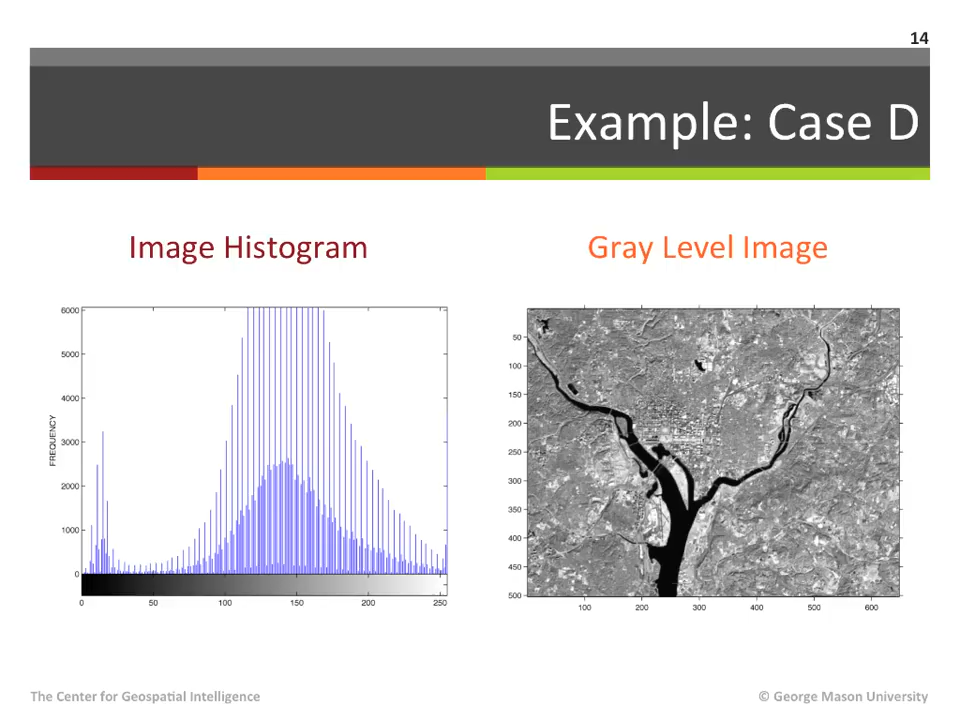 14
Example: Case D
Image Histogram
Gray Level Image
6000
5000
4000
3000
2000
1000
0
FREQUENCY
0 50 100 150 200 250
50
100
150
200
250
300
350
400
450
500
100 200 300 400 500 600
The Center for Geospatial Intelligence
© George Mason University